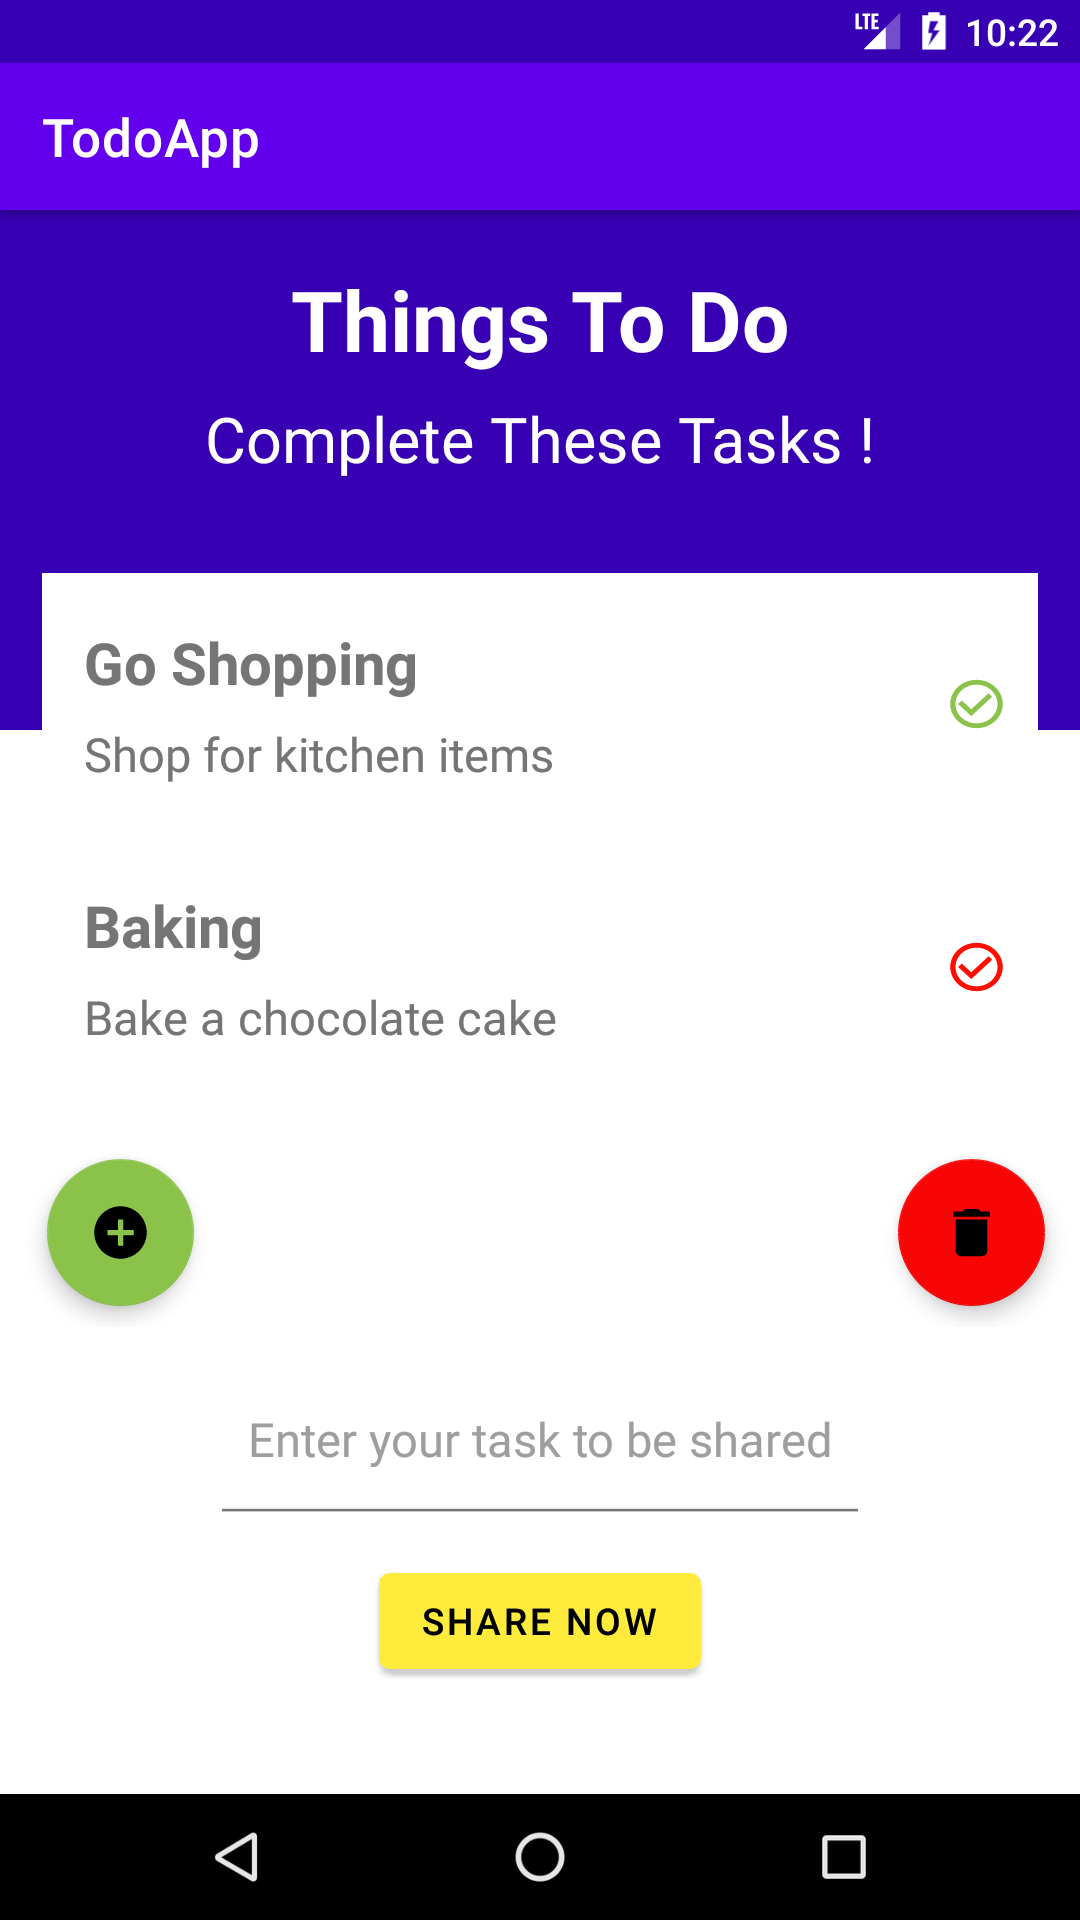 LTE 10:22
TodoApp
Things To Do
Complete These Tasks !
Go Shopping
Shop for kitchen items
Baking
Bake a chocolate cake
Enter your task to be shared
SHARE NOW